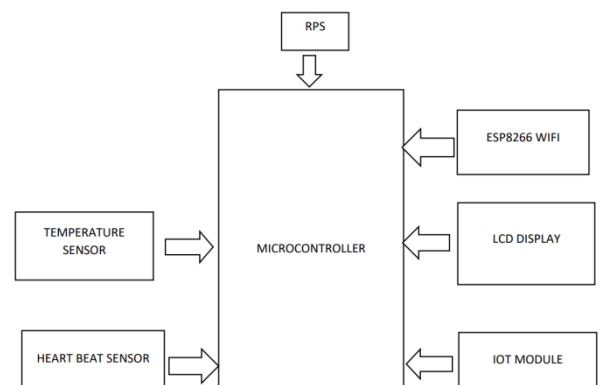 RPS
ESP8266 WIFI
TEMPERATURE
SENSOR
MICROCONTROLLER
LCD DISPLAY
HEART BEAT SENSOR
IOT MODULE